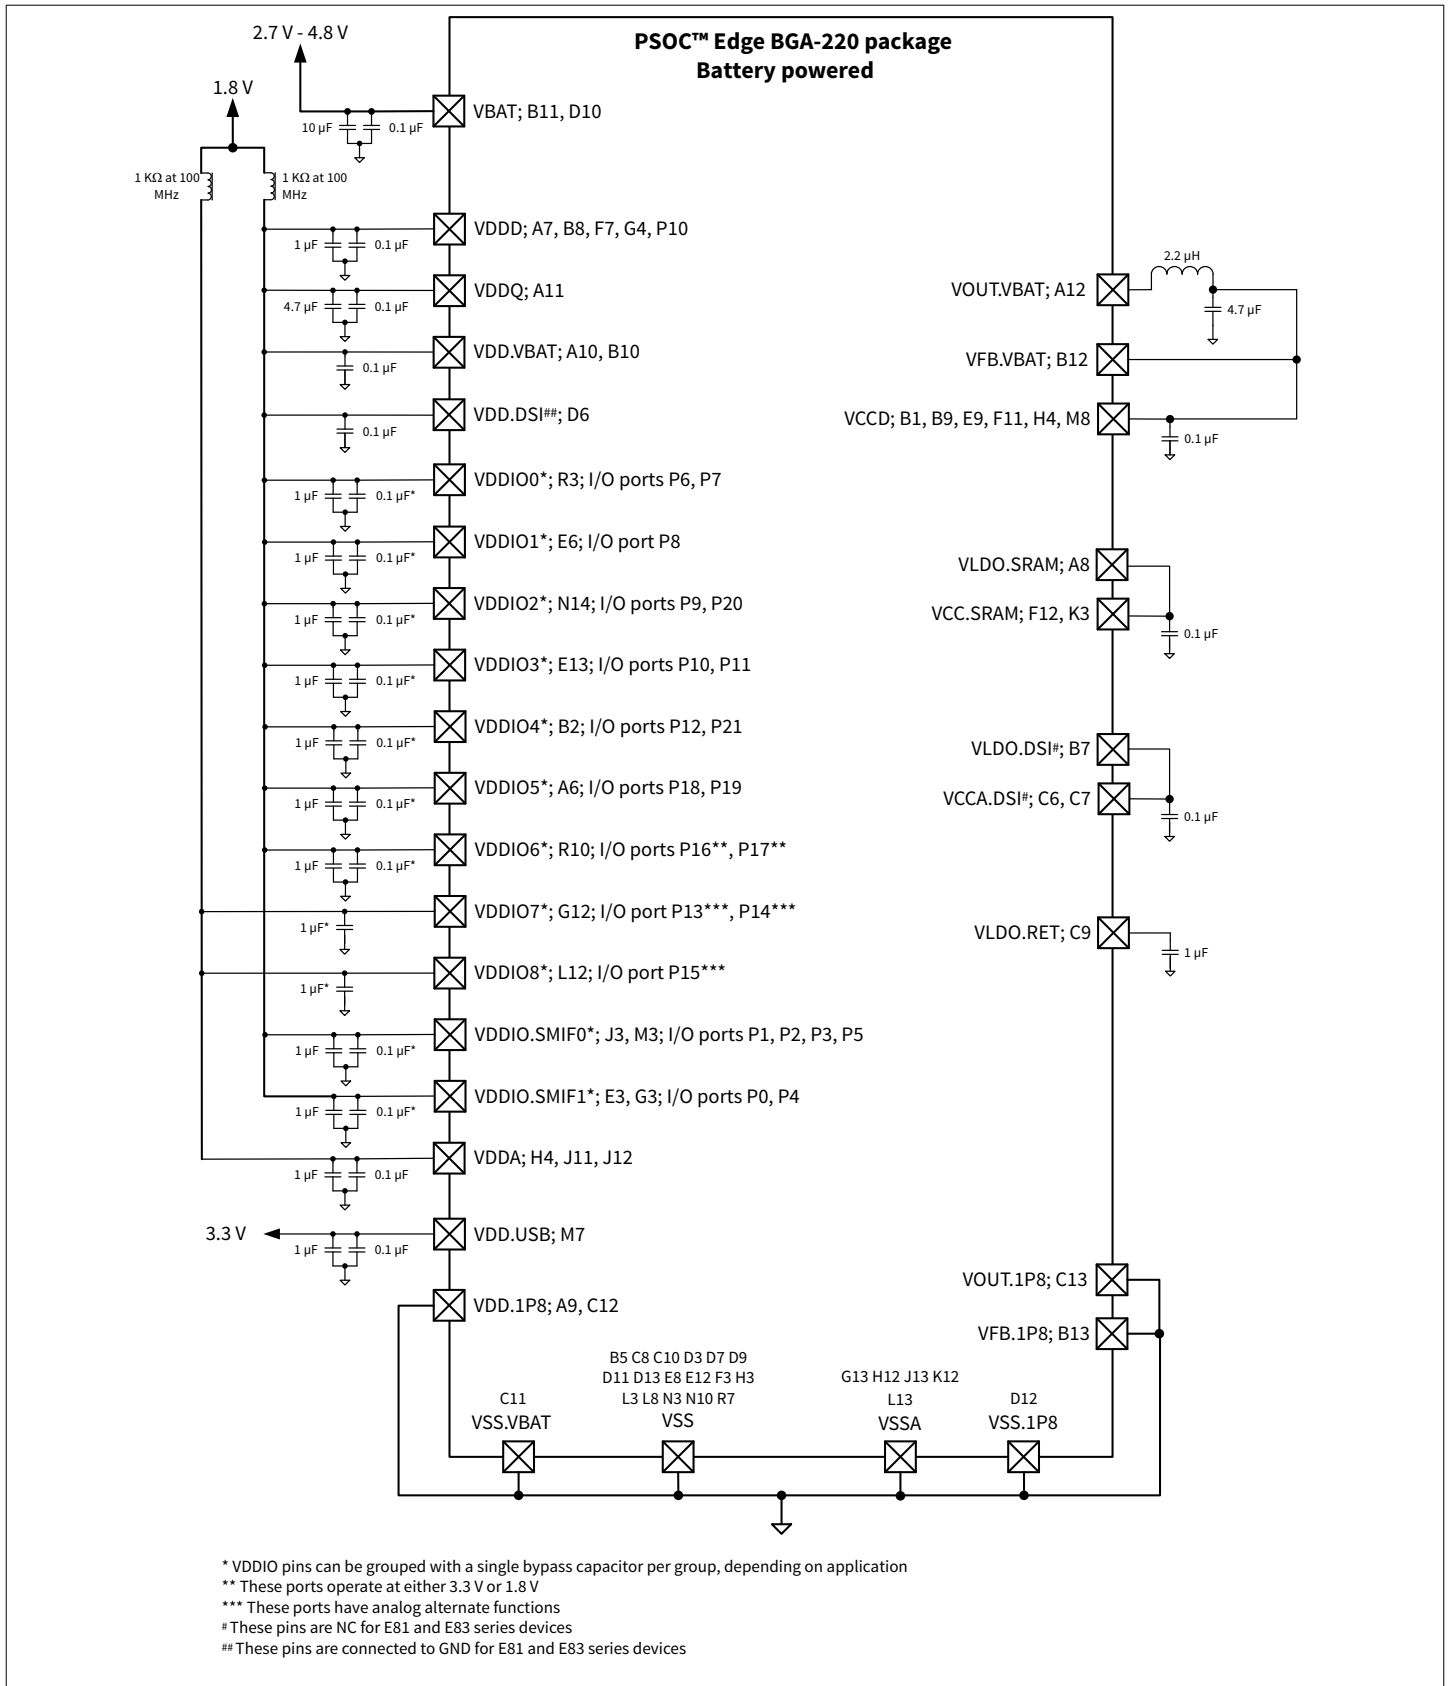 PSOC™ Edge BGA-220 package
Battery powered
2.7 V - 4.8 V
1.8 V
10 µF
0.1 µF
VBAT; B11, D10
1 KΩ at 100
MHz
1 KΩ at 100
MHz
1 µF
0.1 µF
VDDD; A7, B8, F7, G4, P10
4.7 µF
0.1 µF
VDDQ; A11
0.1 µF
VDD.VBAT; A10, B10
0.1 µF
VDD.DSI##; D6
1 µF
0.1 µF*
VDDIO0*; R3; I/O ports P6, P7
1 µF
0.1 µF*
VDDIO1*; E6; I/O port P8
1 µF
0.1 µF*
VDDIO2*; N14; I/O ports P9, P20
1 µF
0.1 µF*
VDDIO3*; E13; I/O ports P10, P11
1 µF
0.1 µF*
VDDIO4*; B2; I/O ports P12, P21
1 µF
0.1 µF*
VDDIO5*; A6; I/O ports P18, P19
1 µF
0.1 µF*
VDDIO6*; R10; I/O ports P16**, P17**
1 µF*
VDDIO7*; G12; I/O port P13***, P14***
1 µF*
VDDIO8*; L12; I/O port P15***
1 µF
0.1 µF*
VDDIO.SMIF0*; J3, M3; I/O ports P1, P2, P3, P5
1 µF
0.1 µF*
VDDIO.SMIF1*; E3, G3; I/O ports P0, P4
1 µF
0.1 µF
VDDA; H4, J11, J12
3.3 V
1 µF
0.1 µF
VDD.USB; M7
VDD.1P8; A9, C12
2.2 µH
VOUT.VBAT; A12
4.7 µF
VFB.VBAT; B12
VCCD; B1, B9, E9, F11, H4, M8
0.1 µF
VLDO.SRAM; A8
VCC.SRAM; F12, K3
0.1 µF
VLDO.DSI#; B7
VCCA.DSI#; C6, C7
0.1 µF
VLDO.RET; C9
1 µF
VOUT.1P8; C13
VFB.1P8; B13
C11
VSS.VBAT
B5 C8 C10 D3 D7 D9
D11 D13 E8 E12 F3 H3
L3 L8 N3 N10 R7
VSS
G13 H12 J13 K12
L13
VSSA
D12
VSS.1P8
* VDDIO pins can be grouped with a single bypass capacitor per group, depending on application
** These ports operate at either 3.3 V or 1.8 V
*** These ports have analog alternate functions
# These pins are NC for E81 and E83 series devices
## These pins are connected to GND for E81 and E83 series devices